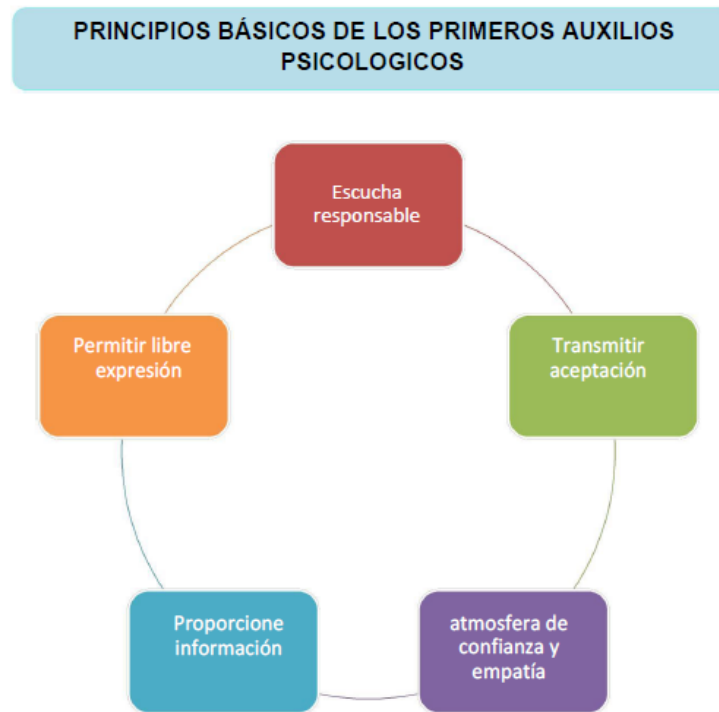 PRINCIPIOS BÁSICOS DE LOS PRIMEROS AUXILIOS
PSICOLOGICOS
Escucha
responsable
Transmitir
aceptación
atmosfera de
confianza y
empatía
Proporcione
información
Permitir libre
expresión